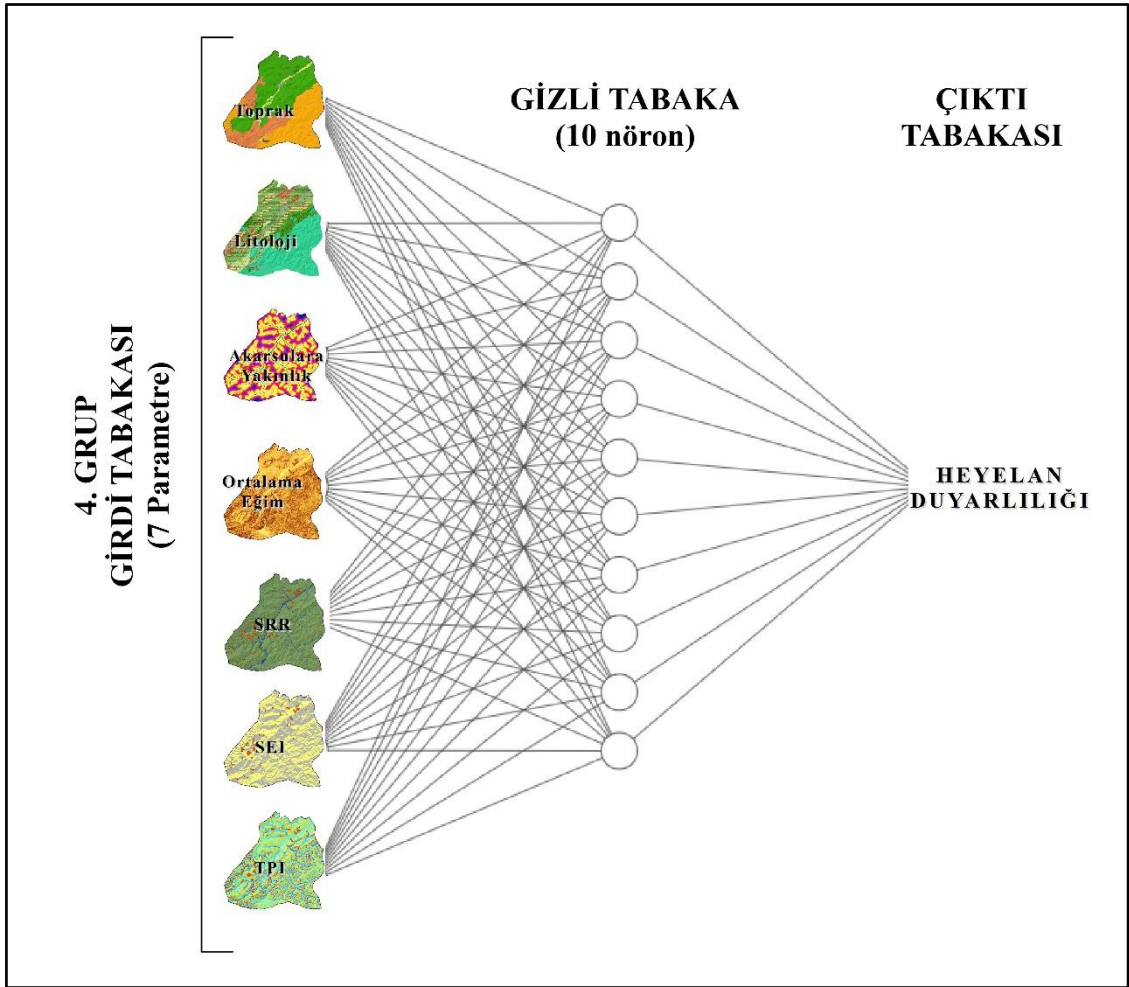 4. GRUP
GİRDİ TABAKASI
(7 Parametre)
Toprak
Litoloji
Akarsulara
Yakınlık
Ortalama
Eğim
SRR
SEI
TPI
GİZLİ TABAKA
(10 nöron)
ÇIKTI
TABAKASI
HEYELAN
DUYARLILIĞI